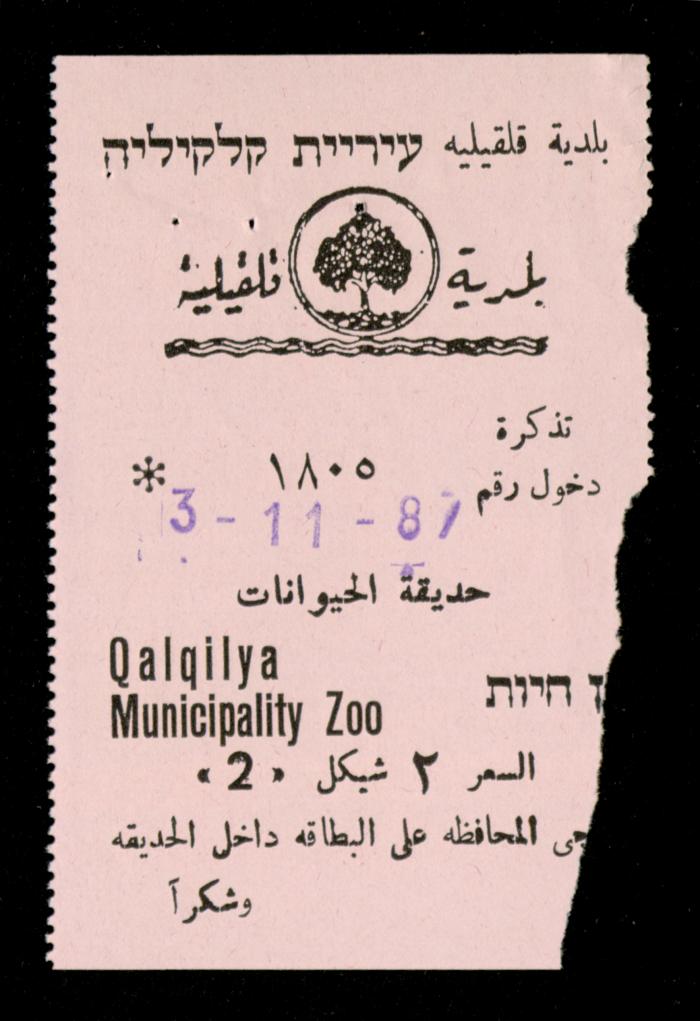 بلدية قلقيليه עיריית קלקיליה
بلدية قلقيلية
تذكرة
دخول رقم ١٨٠٥ *
3-11-87
حديقة الحيوانات
Qalqilya
Municipality Zoo
ן חיות
السعر ٢ شيكل «2»
جى المحافظه على البطاقه داخل الحديقه
وشكراً